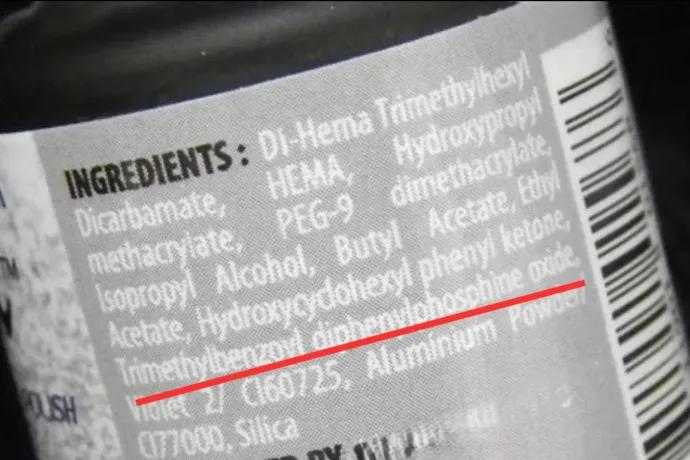 INGREDIENTS: DI-Hema Trimethylhexyl
Dicarbamate, HEMA, Hydroxypropyl
methacrylate, PEG-9 dimethacrylate,
Isopropyl Alcohol, Butyl Acetate, Ethyl
Acetate, Hydroxycyclohexyl phenyl ketone,
Trimethylbenzoyl diphenylphosphine oxide,
Violet 2/ CI60725, Aluminium Powder
CI77000, Silica
TM